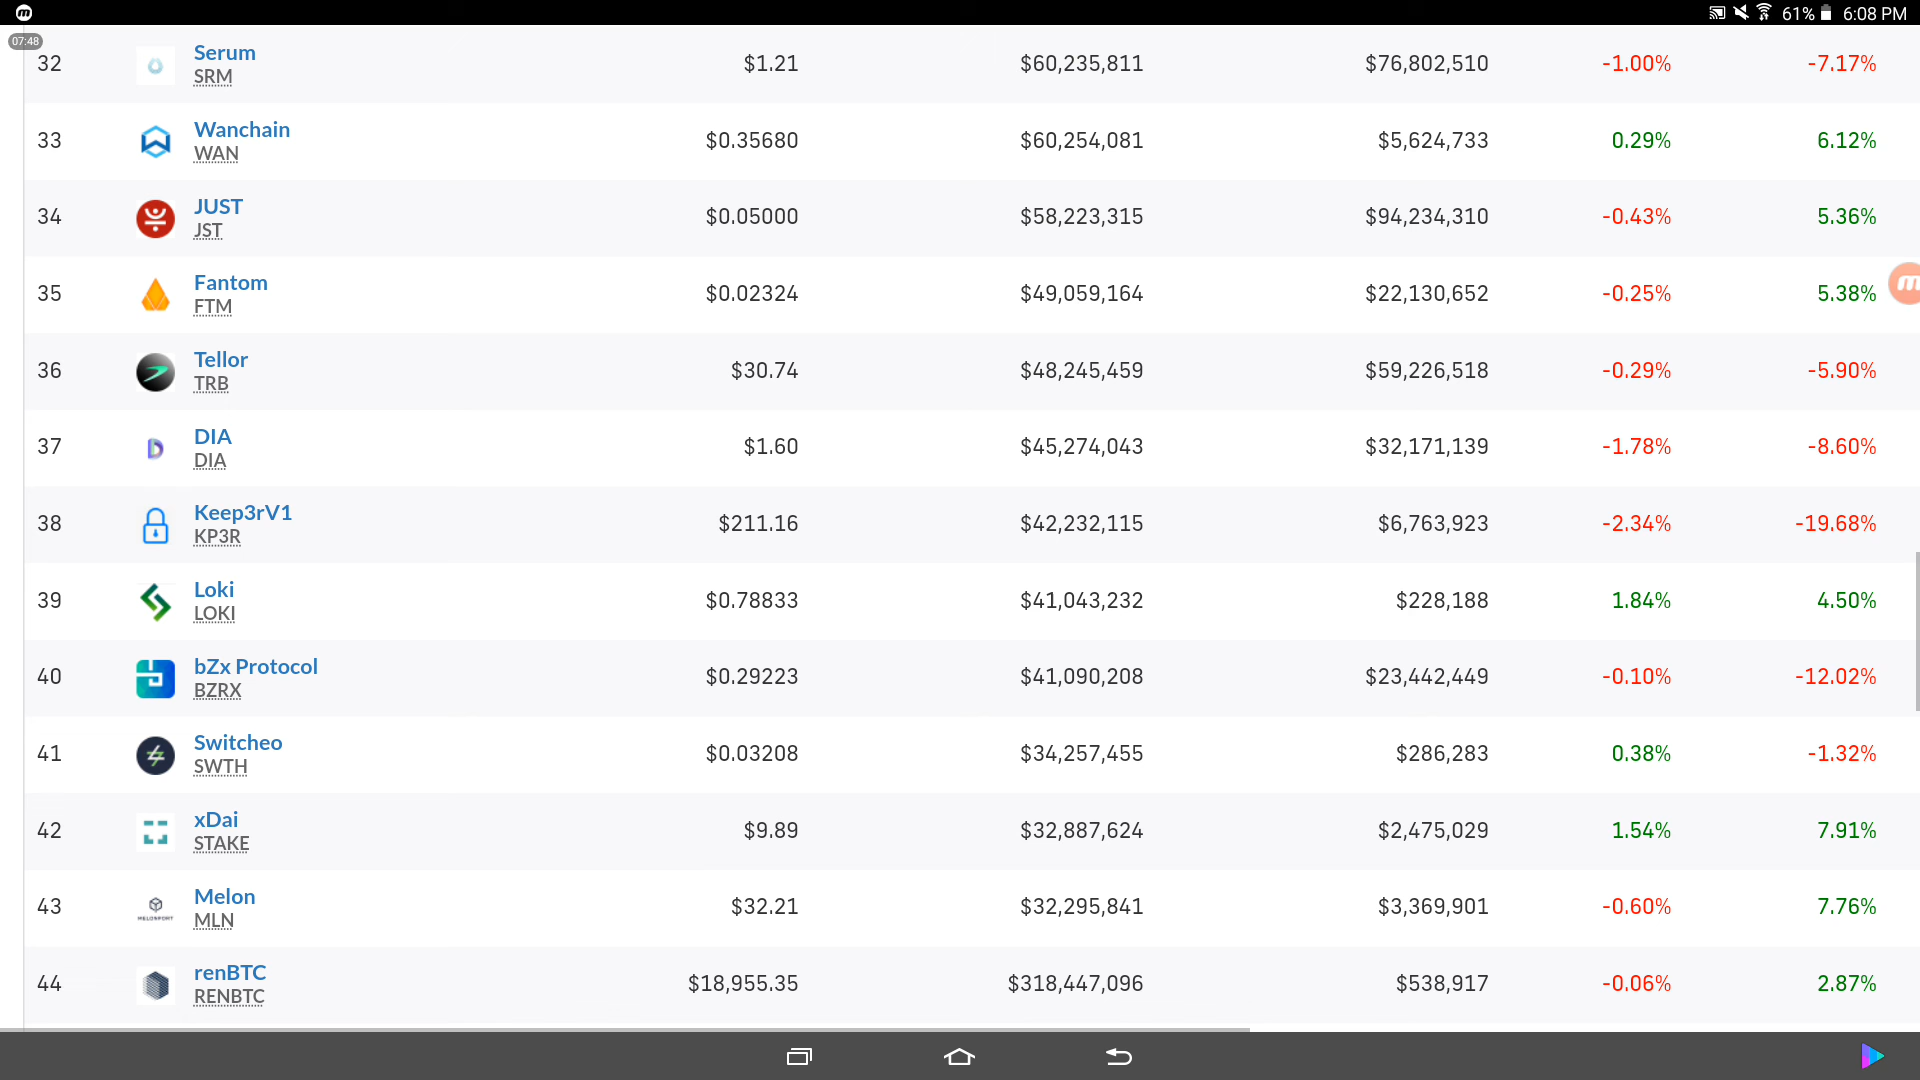 61% 6:08 PM
07:48
32 Serum $1.21 $60,235,811 $76,802,510 -1.00% -7.17%
SRM
33 Wanchain $0.35680 $60,254,081 $5,624,733 0.29% 6.12%
WAN
34 JUST $0.05000 $58,223,315 $94,234,310 -0.43% 5.36%
JST
35 Fantom $0.02324 $49,059,164 $22,130,652 -0.25% 5.38%
FTM
36 Tellor $30.74 $48,245,459 $59,226,518 -0.29% -5.90%
TRB
37 DIA $1.60 $45,274,043 $32,171,139 -1.78% -8.60%
DIA
38 Keep3rV1 $211.16 $42,232,115 $6,763,923 -2.34% -19.68%
KP3R
39 Loki $0.78833 $41,043,232 $228,188 1.84% 4.50%
LOKI
40 bZx Protocol $0.29223 $41,090,208 $23,442,449 -0.10% -12.02%
BZRX
41 Switcheo $0.03208 $34,257,455 $286,283 0.38% -1.32%
SWTH
42 xDai $9.89 $32,887,624 $2,475,029 1.54% 7.91%
STAKE
43 Melon $32.21 $32,295,841 $3,369,901 -0.60% 7.76%
MLN
44 renBTC $18,955.35 $318,447,096 $538,917 -0.06% 2.87%
RENBTC